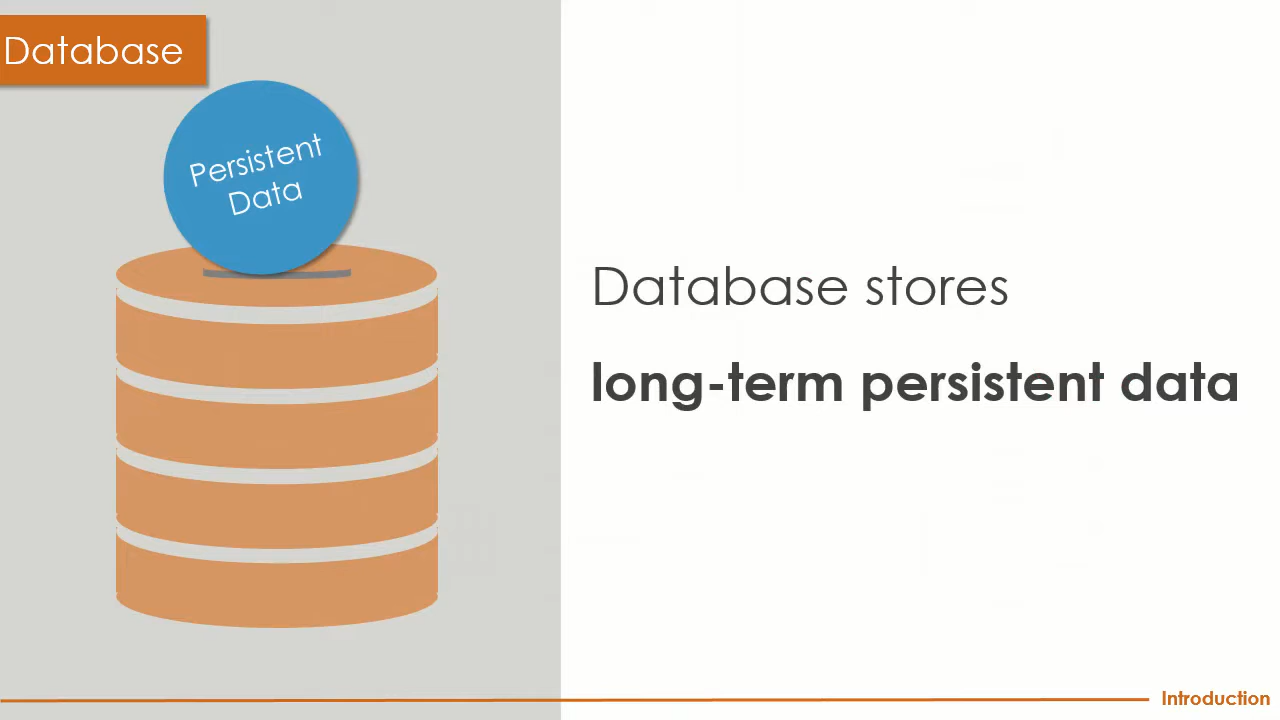 Database
Persistent
Data
Database stores
long-term persistent data
Introduction